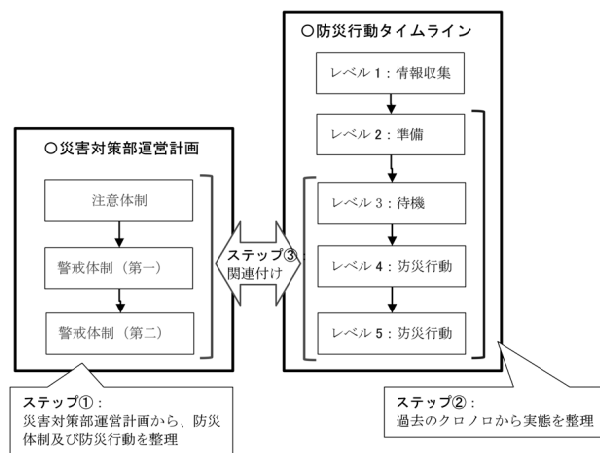 ○防災行動タイムライン
レベル1:情報収集
レベル2:準備
レベル3:待機
レベル4:防災行動
レベル5:防災行動
○災害対策部運営計画
注意体制
警戒体制(第一)
警戒体制(第二)
ステップ③
関連付け
ステップ①:
災害対策部運営計画から、防災
体制及び防災行動を整理
ステップ②:
過去のクロノロから実態を整理